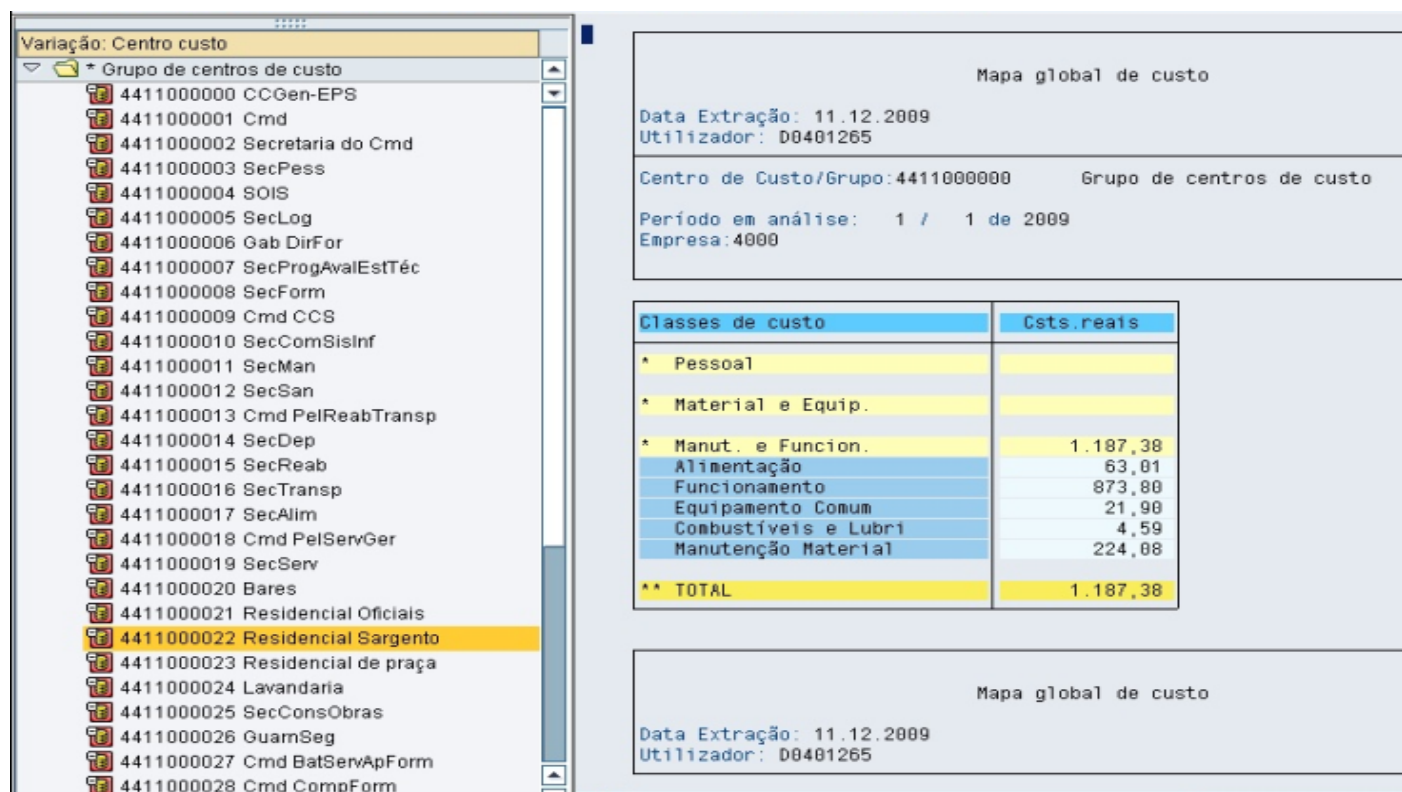 Variação: Centro custo
* Grupo de centros de custo
4411000000 CCGen-EPS
4411000001 Cmd
4411000002 Secretaria do Cmd
4411000003 SecPess
4411000004 SOIS
4411000005 SecLog
4411000006 Gab DirFor
4411000007 SecProgAvalEstTéc
4411000008 SecForm
4411000009 Cmd CCS
4411000010 SecComSisInf
4411000011 SecMan
4411000012 SecSan
4411000013 Cmd PelReabTransp
4411000014 SecDep
4411000015 SecReab
4411000016 SecTransp
4411000017 SecAlim
4411000018 Cmd PelServGer
4411000019 SecServ
4411000020 Bares
4411000021 Residencial Oficiais
4411000022 Residencial Sargento
4411000023 Residencial de praça
4411000024 Lavandaria
4411000025 SecConsObras
4411000026 GuarnSeg
4411000027 Cmd BatServApForm
4411000028 Cmd CompForm
Mapa global de custo
Data Extração: 11.12.2009
Utilizador: D0401265
Centro de Custo/Grupo:4411000000 Grupo de centros de custo
Período em análise: 1 / 1 de 2009
Empresa:4000
Classes de custo Csts.reais
* Pessoal
* Material e Equip.
* Manut. e Funcion. 1.187,38
Alimentação 63,01
Funcionamento 873,80
Equipamento Comum 21,90
Combustíveis e Lubri 4,59
Manutenção Material 224,08
** TOTAL 1.187,38
Mapa global de custo
Data Extração: 11.12.2009
Utilizador: D0401265